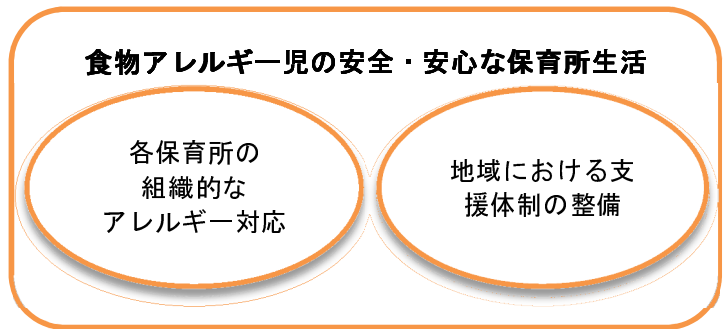 食物アレルギー児の安全・安心な保育所生活
各保育所の
組織的な
アレルギー対応
地域における支
援体制の整備